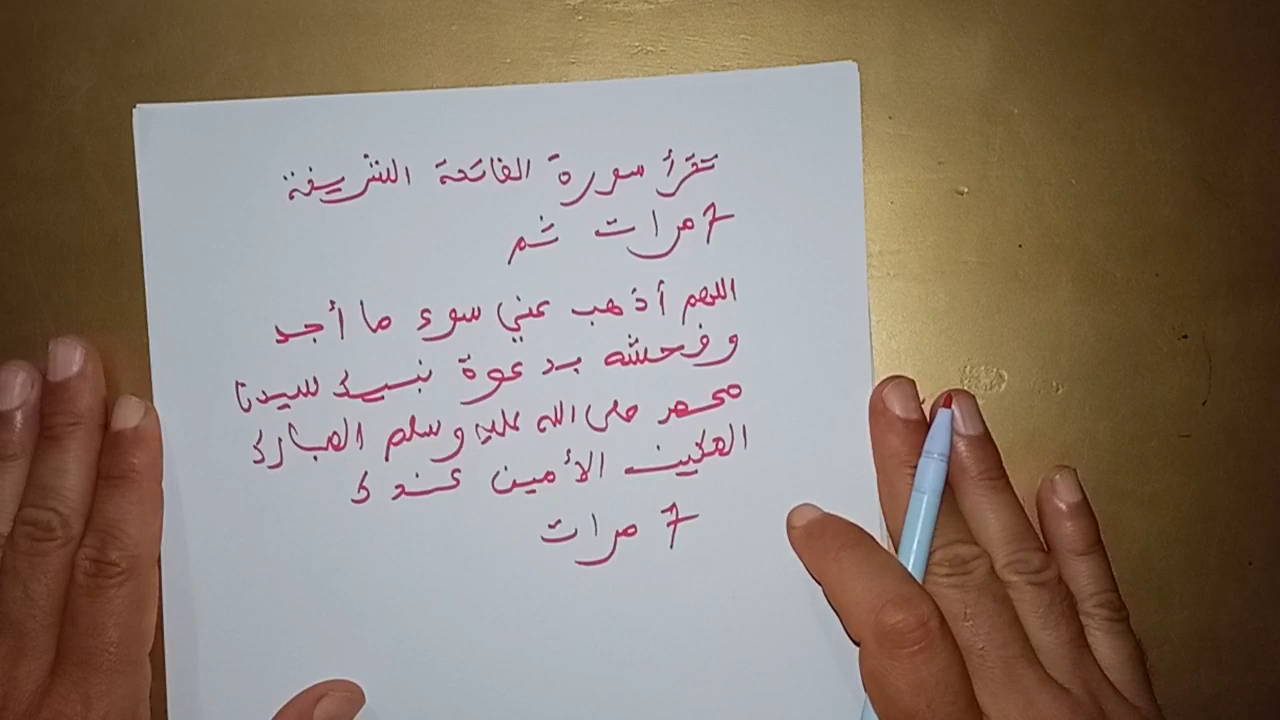 تقرأ سورة الفاتحة الشريفة
7 مرات ثم
اللهم أذهب عني سوء ما أجد
وفحشه بدعوة نبيك سيدنا
محمد صلى الله عليه وسلم المبارك
المكين الأمين عندك
7 مرات